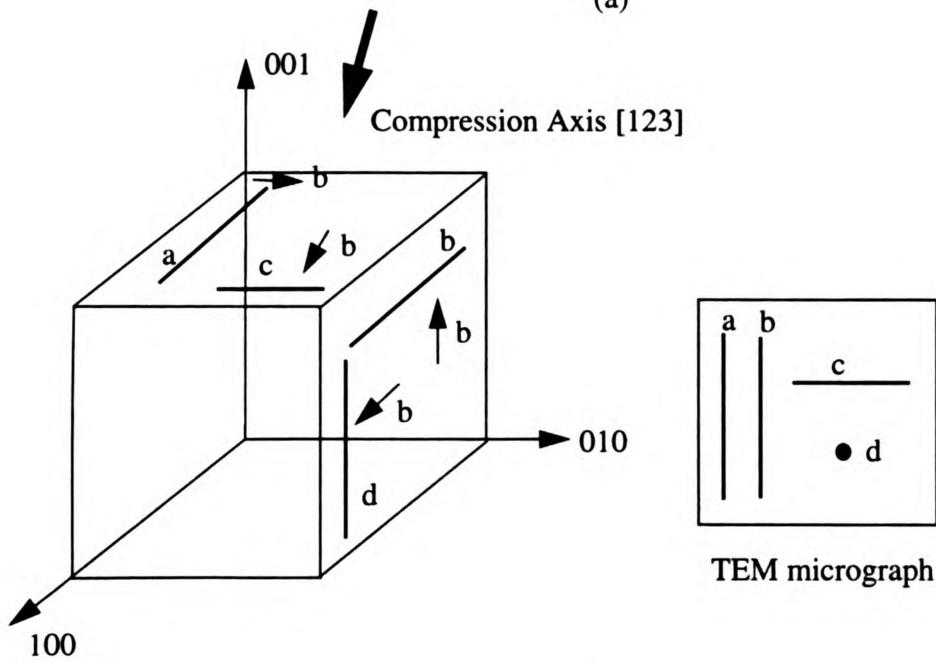 (a)
001
Compression Axis [123]
b
a
c
b
b
b
b
d
010
100
a b
c
d
TEM micrograph